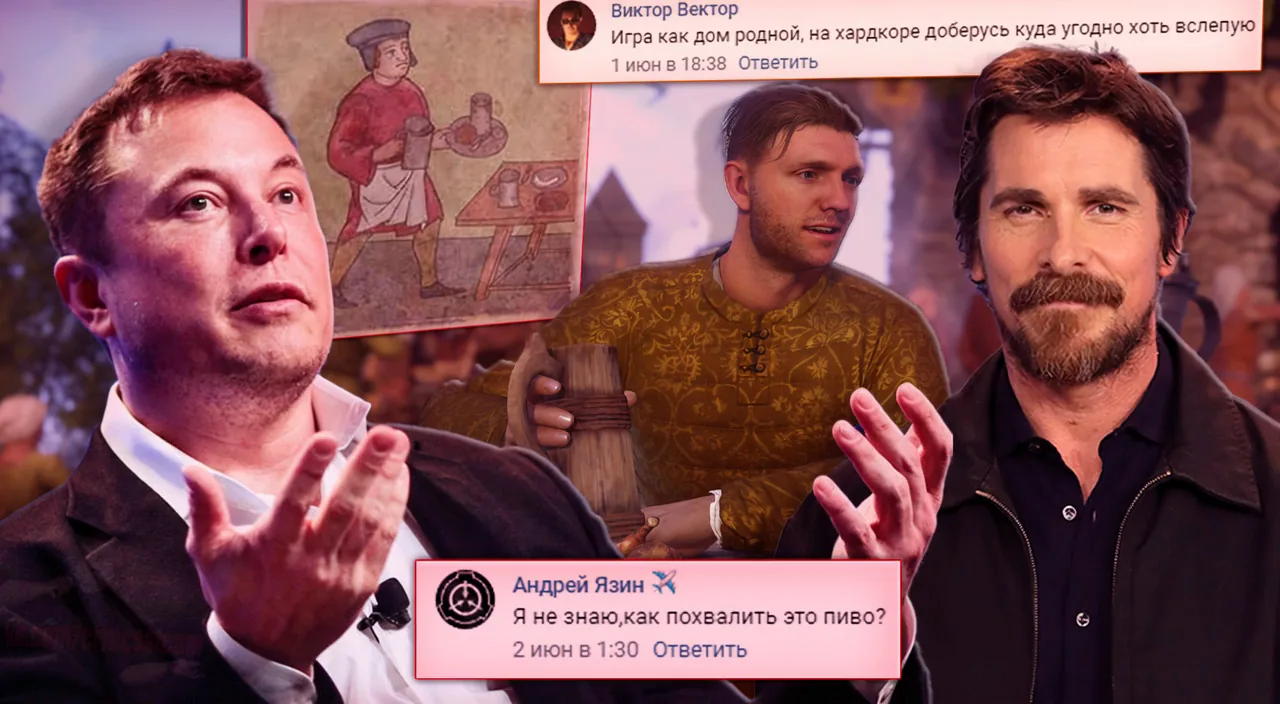 Виктор Вектор
Игра как дом родной, на хардкоре доберусь куда угодно хоть вслепую
1 июн в 18:38 Ответить
Андрей Язин
Я не знаю,как похвалить это пиво?
2 июн в 1:30 Ответить